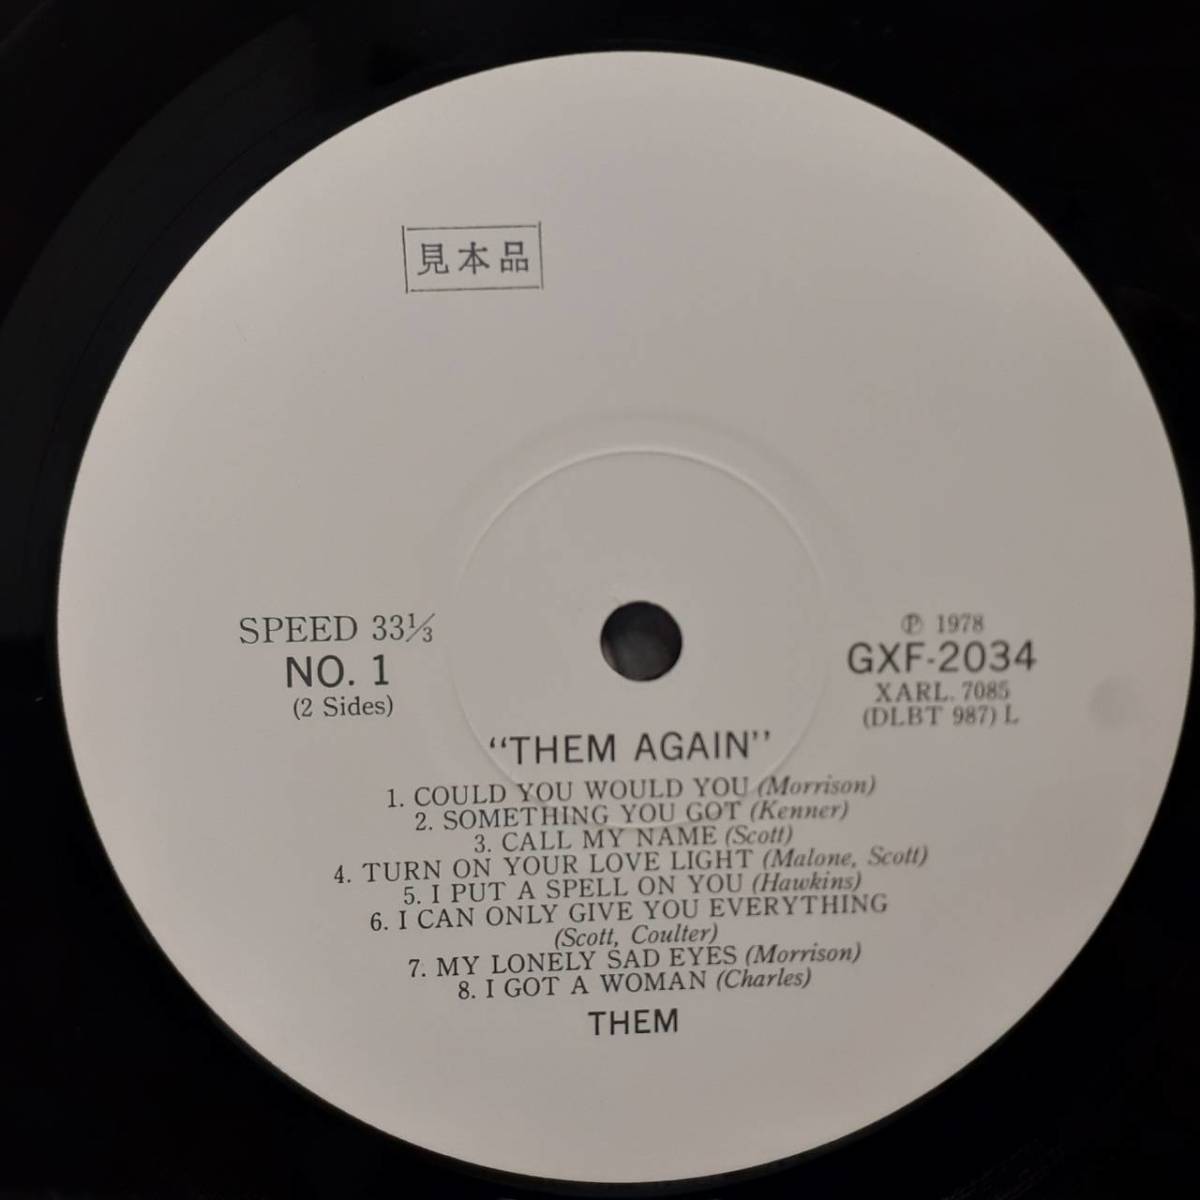 見本品
SPEED 33⅓
NO. 1
(2 Sides)
Ⓟ 1978
GXF-2034
XARL. 7085
(DLBT 987) L
"THEM AGAIN"
1. COULD YOU WOULD YOU (Morrison)
2. SOMETHING YOU GOT (Kenner)
3. CALL MY NAME (Scott)
4. TURN ON YOUR LOVE LIGHT (Malone, Scott)
5. I PUT A SPELL ON YOU (Hawkins)
6. I CAN ONLY GIVE YOU EVERYTHING
(Scott, Coulter)
7. MY LONELY SAD EYES (Morrison)
8. I GOT A WOMAN (Charles)
THEM